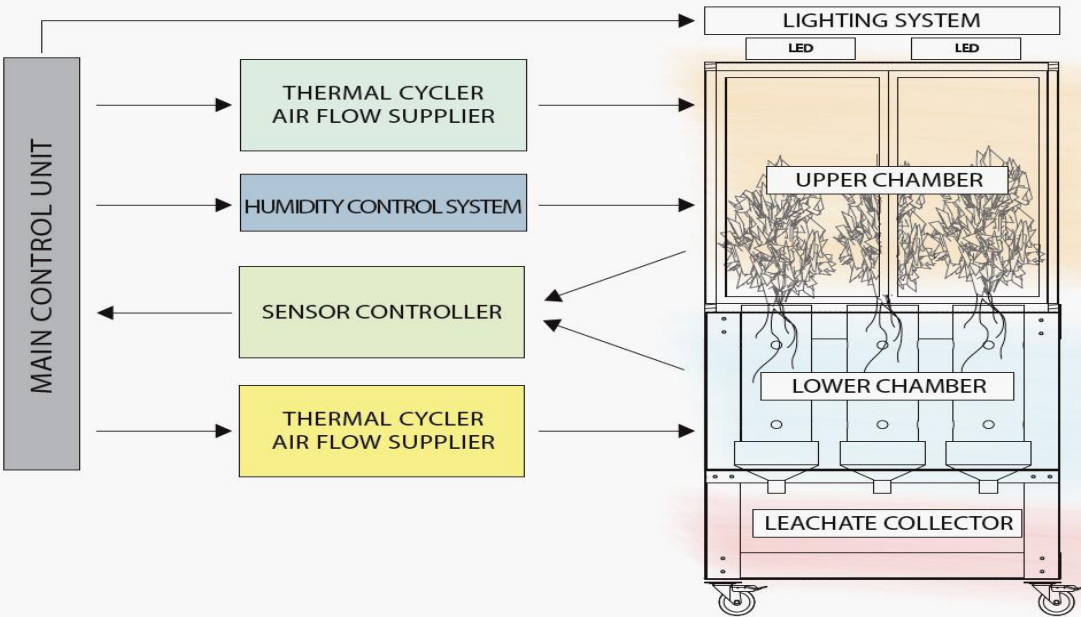 LIGHTING SYSTEM
LED
LED
MAIN CONTROL UNIT
THERMAL CYCLER
AIR FLOW SUPPLIER
HUMIDITY CONTROL SYSTEM
SENSOR CONTROLLER
THERMAL CYCLER
AIR FLOW SUPPLIER
UPPER CHAMBER
LOWER CHAMBER
LEACHATE COLLECTOR